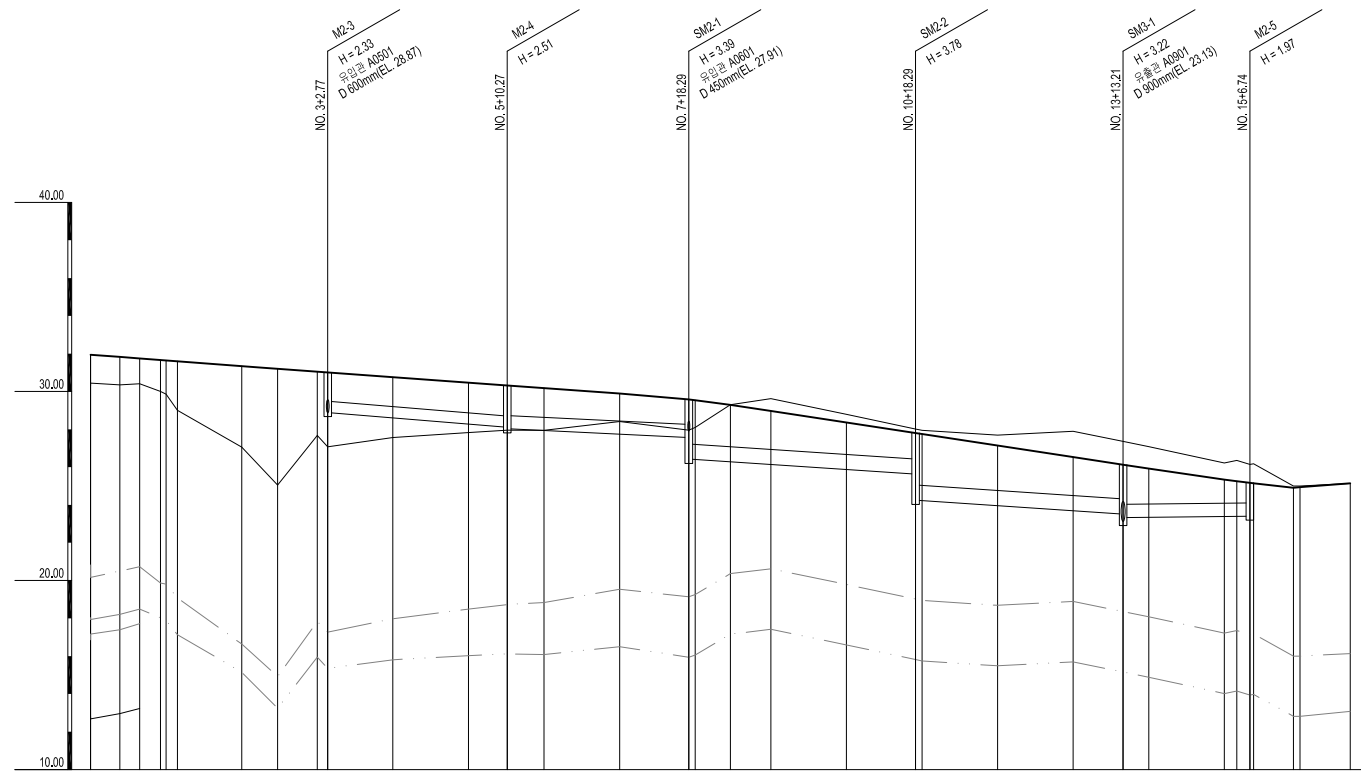 M2-3
H = 2.33
유입관 A0501
D 600mm(EL. 28.87)
NO. 3+2.77
M2-4
H = 2.51
NO. 5+10.27
SM2-1
H = 3.39
유입관 A0601
D 450mm(EL. 27.91)
NO. 7+18.29
SM2-2
H = 3.78
NO. 10+18.29
SM3-1
H = 3.22
유출관 A0901
D 900mm(EL. 23.13)
NO. 13+13.21
M2-5
H = 1.97
NO. 15+6.74
40.00
30.00
20.00
10.00